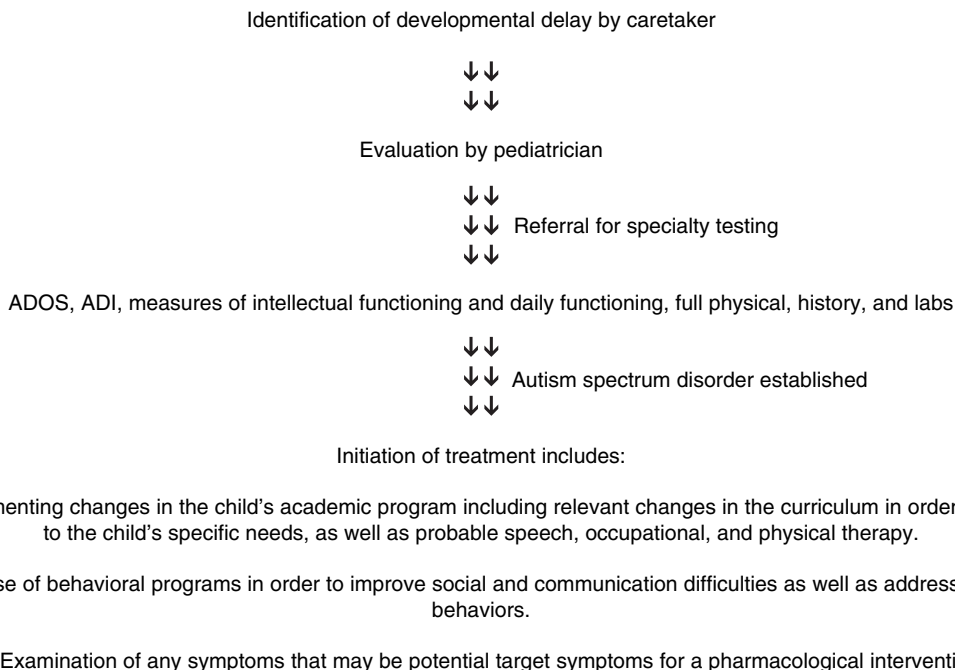 Identification of developmental delay by caretaker
Evaluation by pediatrician
Referral for specialty testing
ADOS, ADI, measures of intellectual functioning and daily functioning, full physical, history, and labs
Autism spectrum disorder established
Initiation of treatment includes:
changes in the child’s academic program including relevant changes in the curriculum in order
to the child’s specific needs, as well as probable speech, occupational, and physical therapy.
of behavioral programs in order to improve social and communication difficulties as well as address
behaviors.
Examination of any symptoms that may be potential target symptoms for a pharmacological